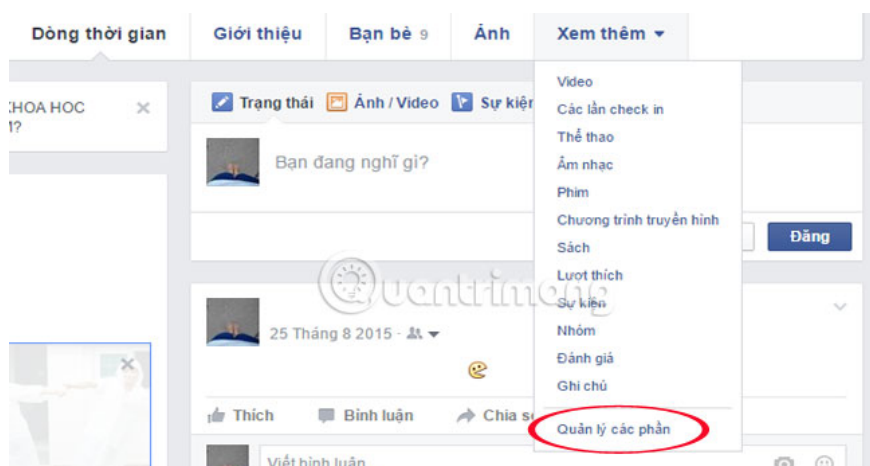 Dòng thời gian Giới thiệu Bạn bè 9 Ảnh Xem thêm
KHOA HOC
Trạng thái Ảnh / Video Sự kiện
Bạn đang nghĩ gì?
Đăng
Video
Các lần check in
Thể thao
Âm nhạc
Phim
Chương trình truyền hình
Sách
Lượt thích
Sự kiện
Nhóm
Đánh giá
Ghi chú
Quản lý các phần
Quantrimang
25 Tháng 8 2015
Thích Bình luận Chia sẻ
Viết bình luận